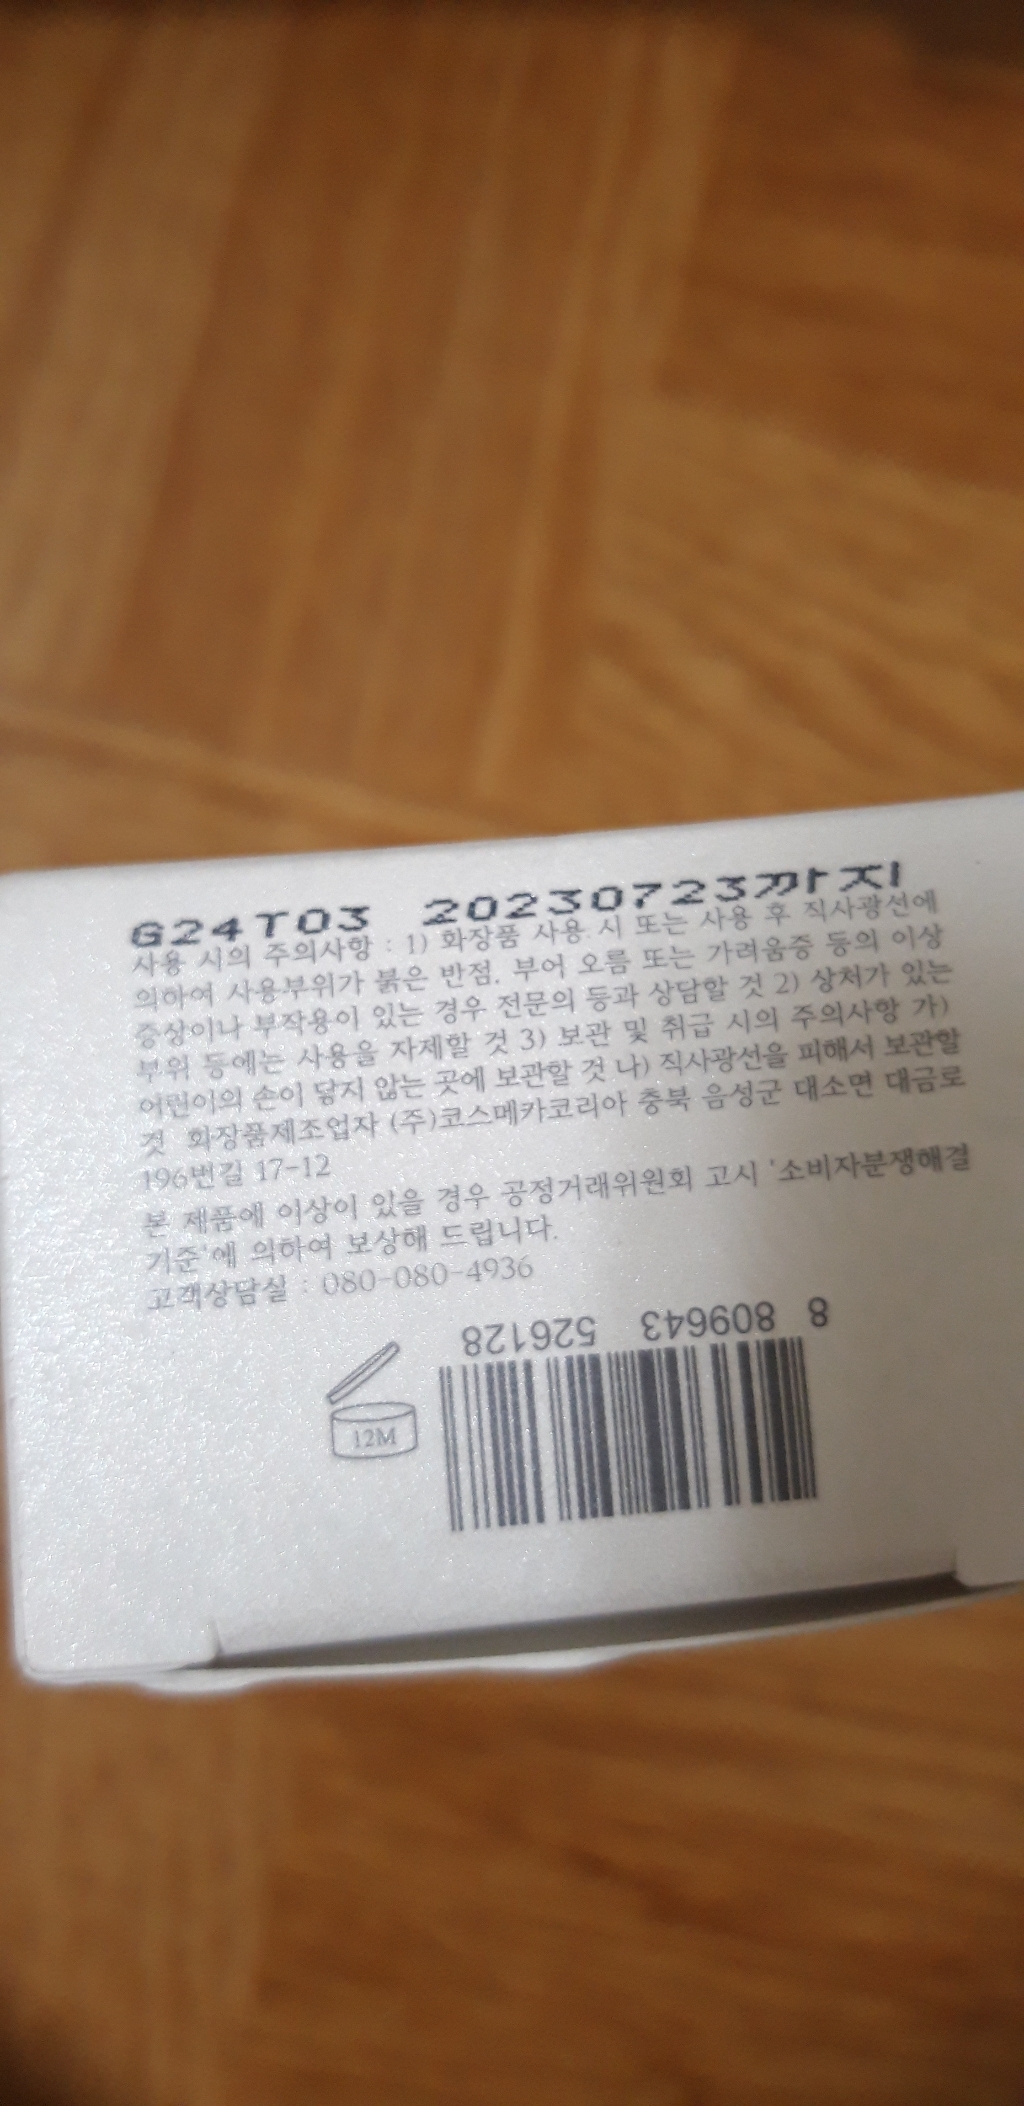 G24T03 20230723까지
사용 시의 주의사항 : 1) 화장품 사용 시 또는 사용 후 직사광선에
의하여 사용부위가 붉은 반점, 부어 오름 또는 가려움증 등의 이상
증상이나 부작용이 있는 경우 전문의 등과 상담할 것 2) 상처가 있는
부위 등에는 사용을 자제할 것 3) 보관 및 취급 시의 주의사항 가)
어린이의 손이 닿지 않는 곳에 보관할 것 나) 직사광선을 피해서 보관할
것 화장품제조업자 (주)코스메카코리아 충북 음성군 대소면 대금로
196번길 17-12
본 제품에 이상이 있을 경우 공정거래위원회 고시 '소비자분쟁해결
기준'에 의하여 보상해 드립니다.
고객상담실 : 080-080-4936
8 809643 526128
12M